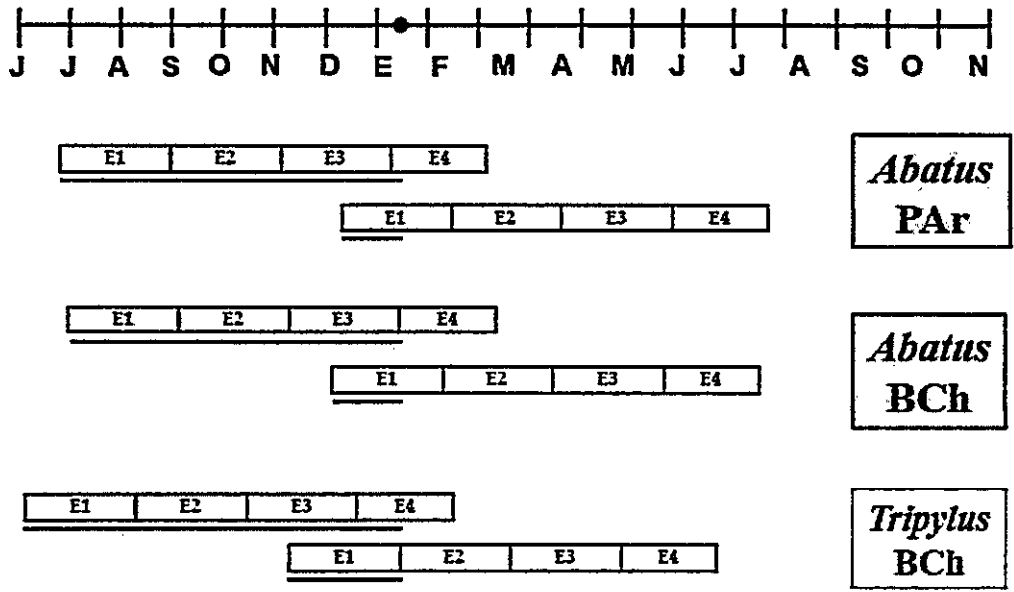 J J A S O N D E F M A M J J A S O N
E1 E2 E3 E4
Abatus
PAr
E1 E2 E3 E4
E1 E2 E3 E4
Abatus
BCh
E1 E2 E3 E4
E1 E2 E3 E4
Tripylus
BCh
E1 E2 E3 E4